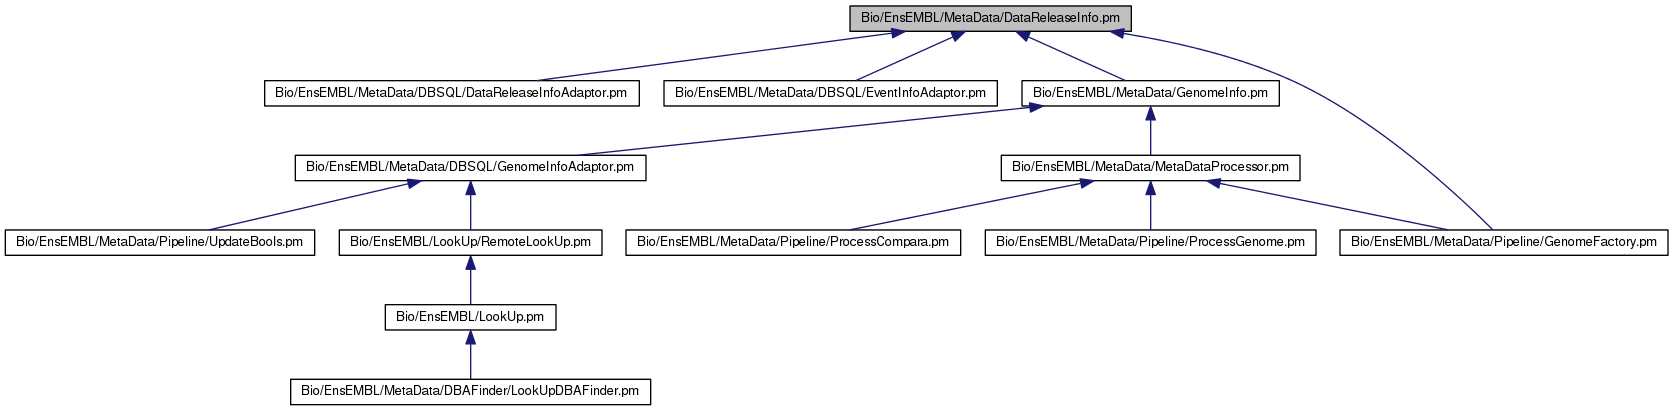 Bio/EnsEMBL/MetaData/DataReleaseInfo.pm
Bio/EnsEMBL/MetaData/DBSQL/DataReleaseInfoAdaptor.pm
Bio/EnsEMBL/MetaData/DBSQL/EventInfoAdaptor.pm
Bio/EnsEMBL/MetaData/GenomeInfo.pm
Bio/EnsEMBL/MetaData/DBSQL/GenomeInfoAdaptor.pm
Bio/EnsEMBL/MetaData/MetaDataProcessor.pm
Bio/EnsEMBL/MetaData/Pipeline/UpdateBools.pm
Bio/EnsEMBL/LookUp/RemoteLookUp.pm
Bio/EnsEMBL/MetaData/Pipeline/ProcessCompara.pm
Bio/EnsEMBL/MetaData/Pipeline/ProcessGenome.pm
Bio/EnsEMBL/MetaData/Pipeline/GenomeFactory.pm
Bio/EnsEMBL/LookUp.pm
Bio/EnsEMBL/MetaData/DBAFinder/LookUpDBAFinder.pm